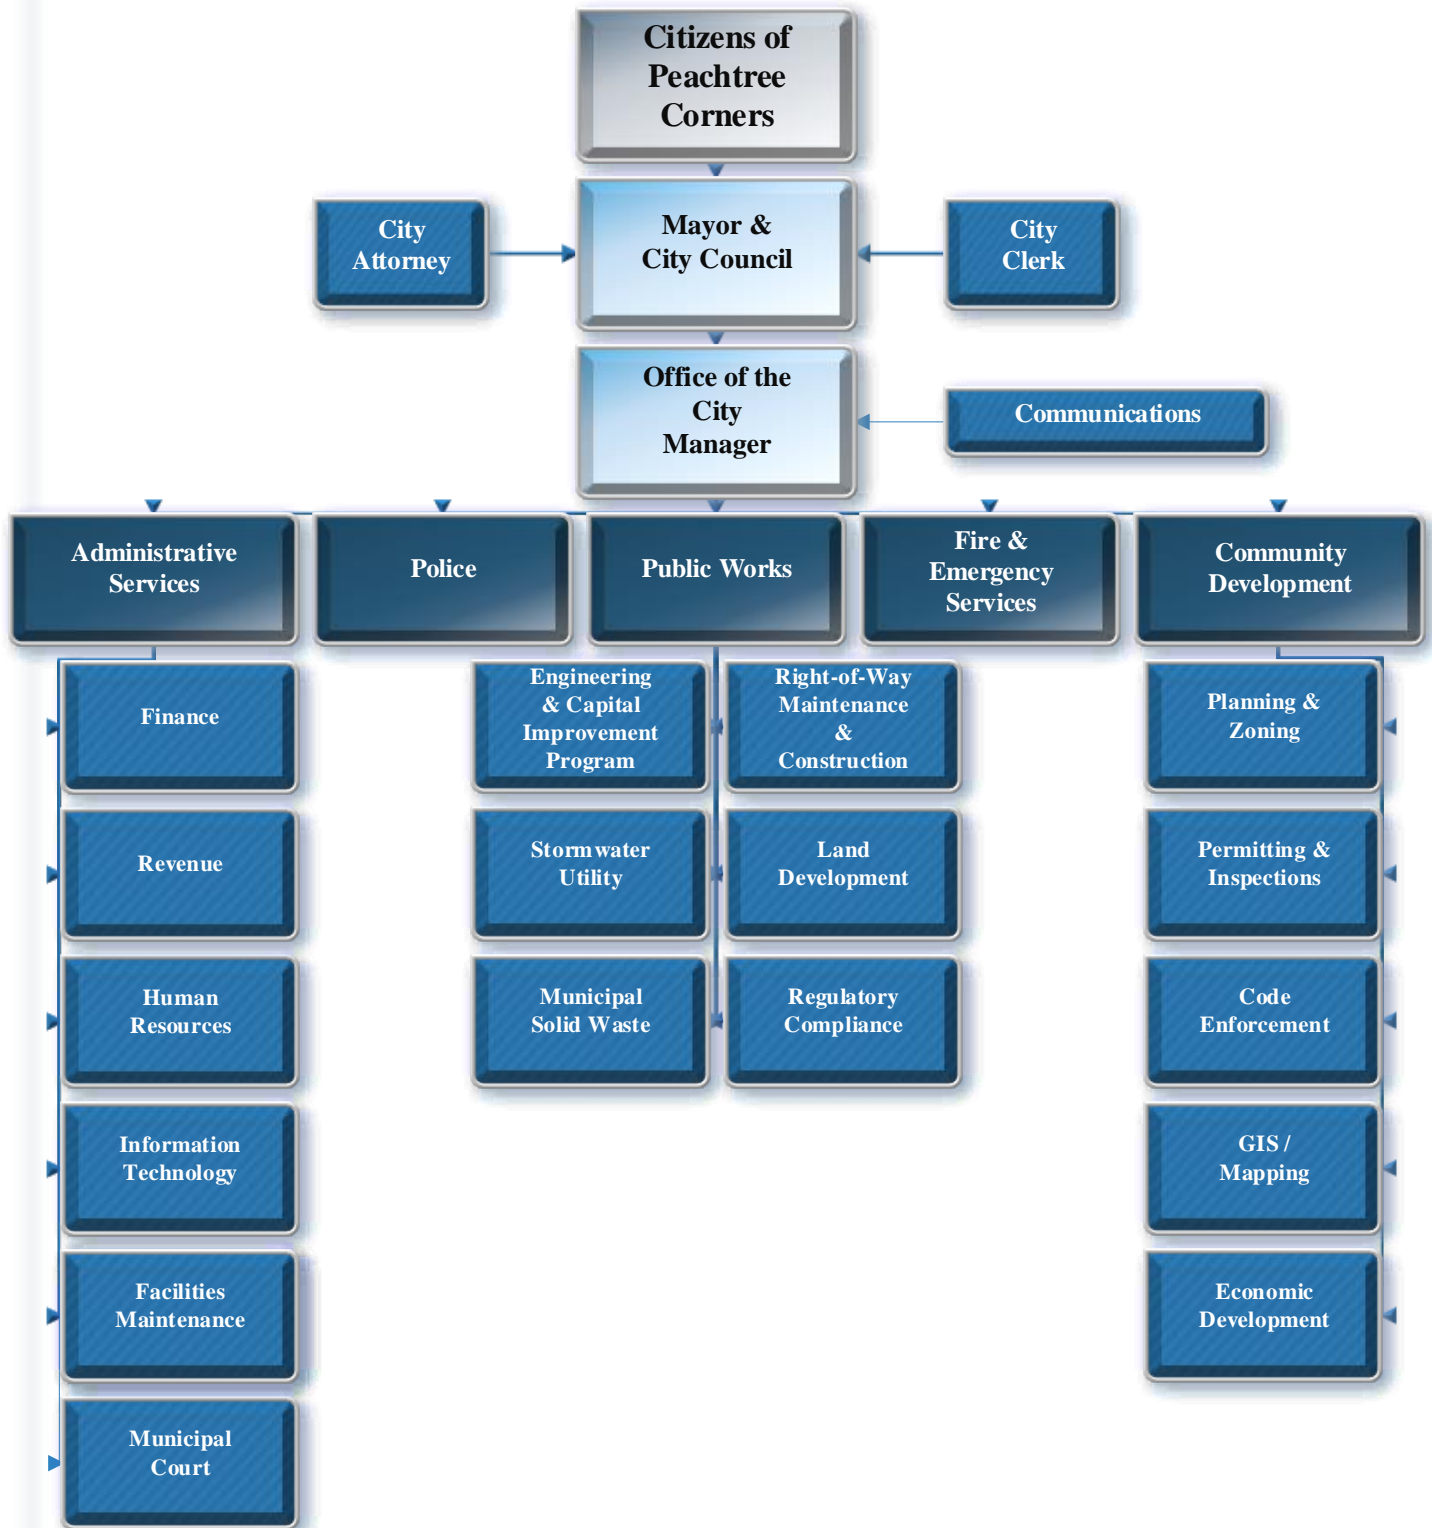 Citizens of
Peachtree
Corners
City
Attorney
Mayor &
City Council
City
Clerk
Office of the
City
Manager
Communications
Administrative
Services
Police
Public Works
Fire &
Emergency
Services
Community
Development
Finance
Revenue
Human
Resources
Information
Technology
Facilities
Maintenance
Municipal
Court
Engineering
& Capital
Improvement
Program
Right-of-Way
Maintenance
&
Construction
Stormwater
Utility
Land
Development
Municipal
Solid Waste
Regulatory
Compliance
Planning &
Zoning
Permitting &
Inspections
Code
Enforcement
GIS /
Mapping
Economic
Development